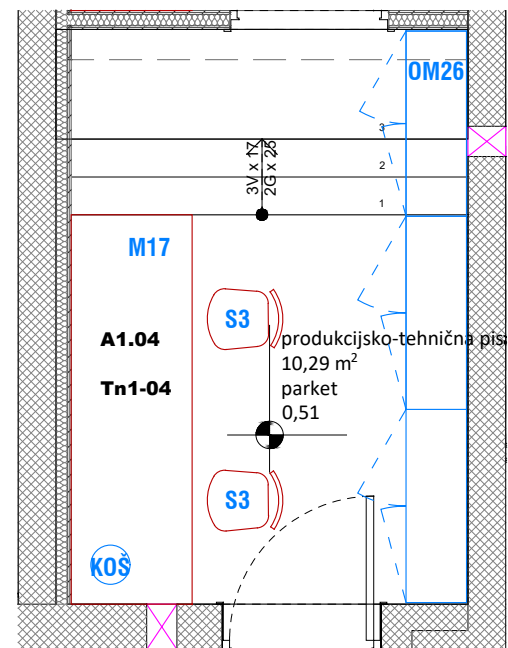 OM26
3
2
1
3V x 17
2G x 25
M17
S3
A1.04
Tn1-04
produkcijsko-tehnična
10,29 m²
parket
0,51
S3
KOŠ